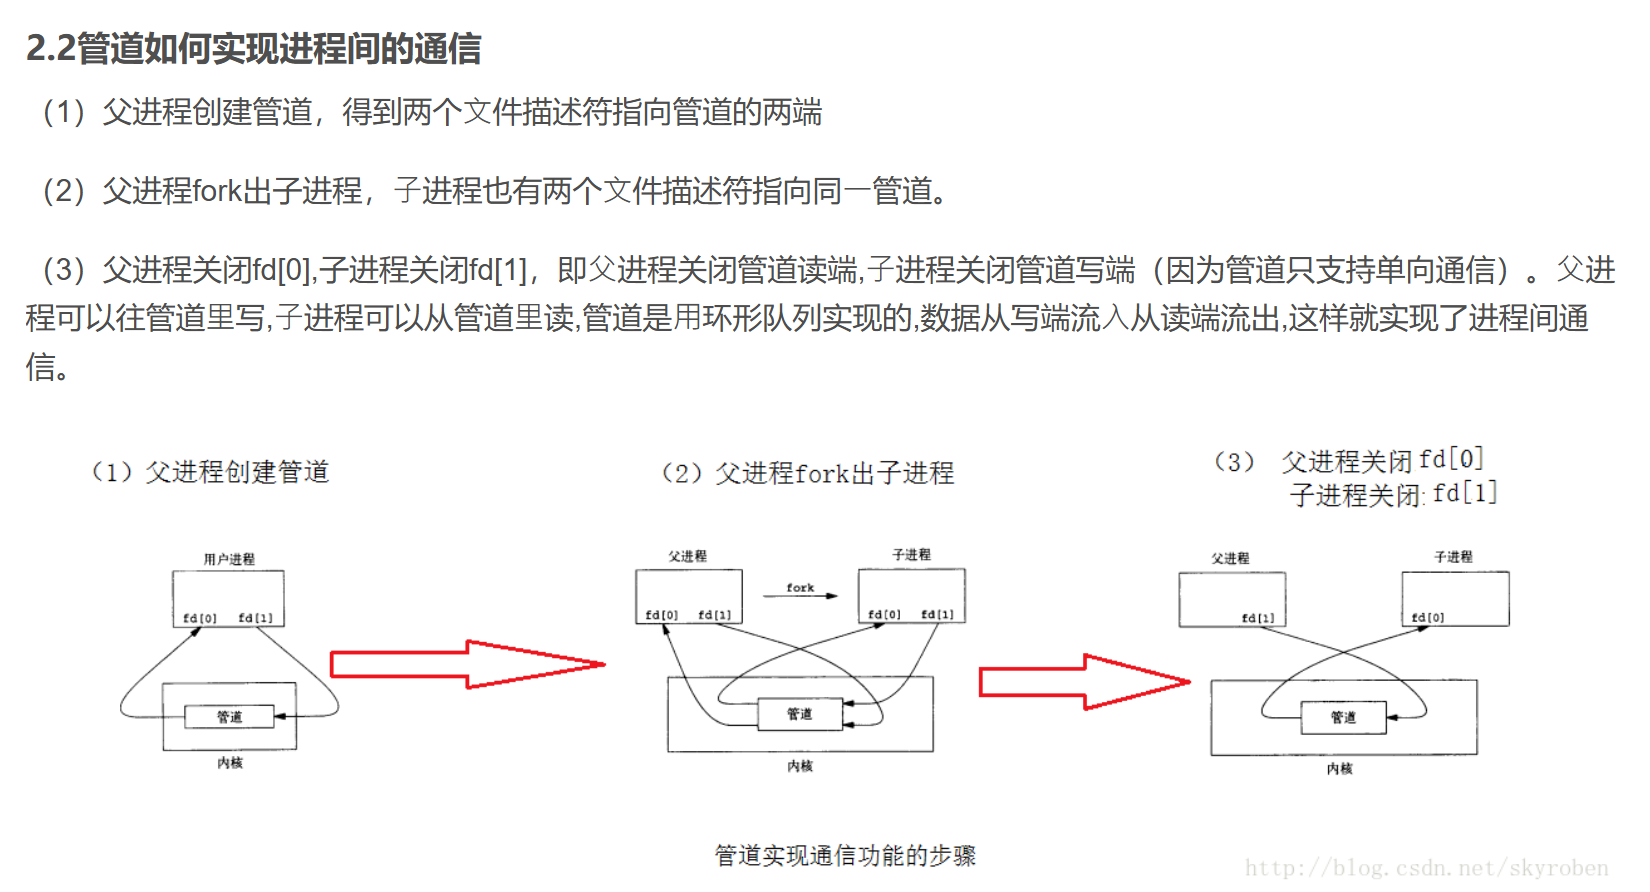 2.2管道如何实现进程间的通信
（1）父进程创建管道，得到两个文件描述符指向管道的两端
（2）父进程fork出子进程，子进程也有两个文件描述符指向同一管道。
（3）父进程关闭fd[0],子进程关闭fd[1]，即父进程关闭管道读端,子进程关闭管道写端（因为管道只支持单向通信）。父进
程可以往管道里写,子进程可以从管道里读,管道是用环形队列实现的,数据从写端流入从读端流出,这样就实现了进程间通
信。
（1）父进程创建管道
（2）父进程fork出子进程
（3） 父进程关闭 fd[0]
子进程关闭: fd[1]
用户进程
fd[0] fd[1]
管道
内核
父进程
子进程
fork
fd[0] fd[1]
fd[0] fd[1]
管道
内核
父进程
子进程
fd[1]
fd[0]
管道
内核
管道实现通信功能的步骤
http://blog.csdn.net/skyroben